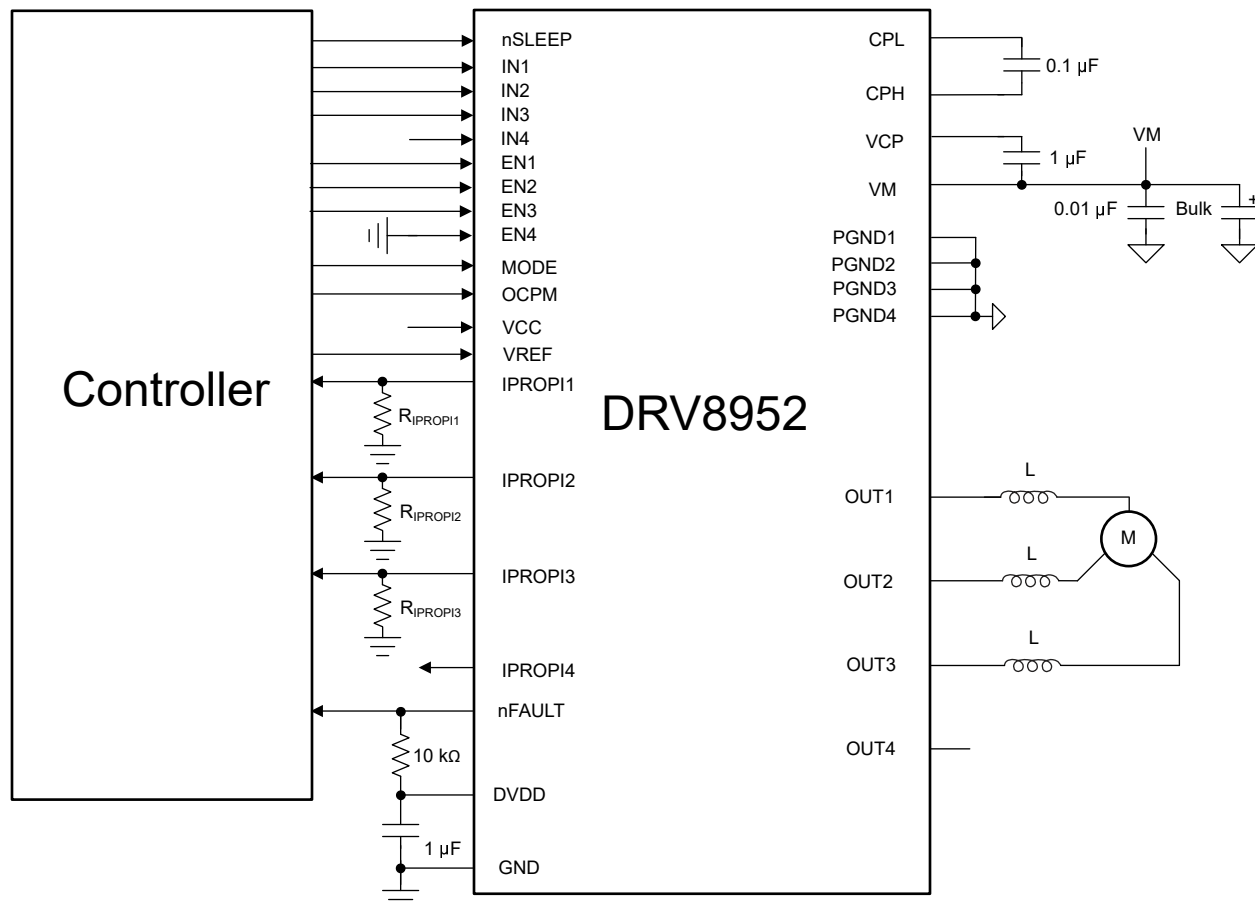 Controller
DRV8952
nSLEEP
IN1
IN2
IN3
IN4
EN1
EN2
EN3
EN4
MODE
OCPM
VCC
VREF
IPROPI1
RIPROPI1
IPROPI2
RIPROPI2
IPROPI3
RIPROPI3
IPROPI4
nFAULT
10 kΩ
DVDD
1 µF
GND
CPL
0.1 µF
CPH
VCP
1 µF
VM
VM
0.01 µF
Bulk
+
PGND1
PGND2
PGND3
PGND4
OUT1
L
M
OUT2
L
OUT3
L
OUT4